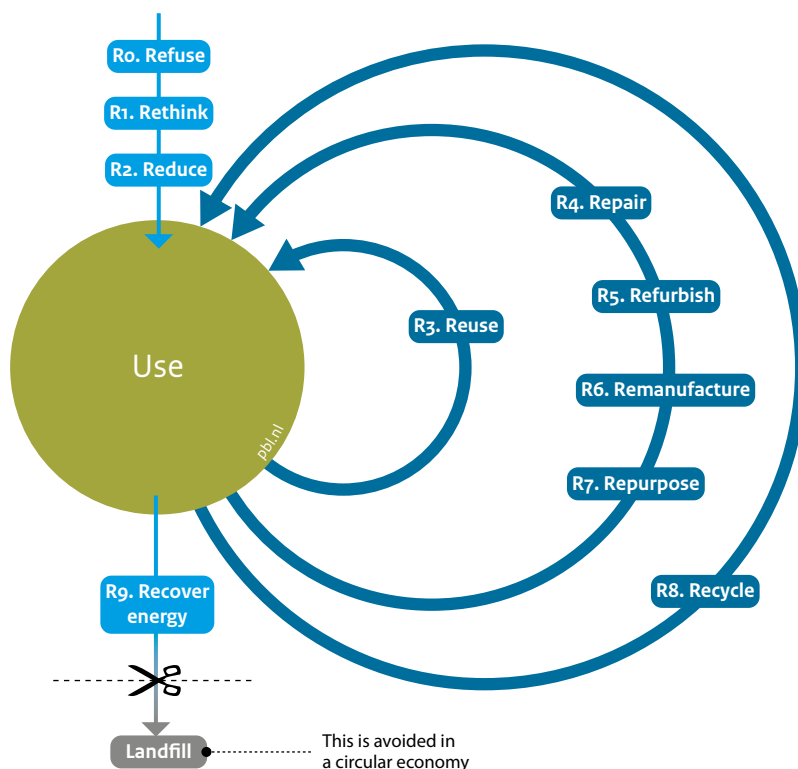 R0. Refuse
R1. Rethink
R2. Reduce
R4. Repair
R5. Refurbish
R3. Reuse
Use
R6. Remanufacture
pbl.nl
R7. Repurpose
R9. Recover
energy
R8. Recycle
Landfill
This is avoided in
a circular economy